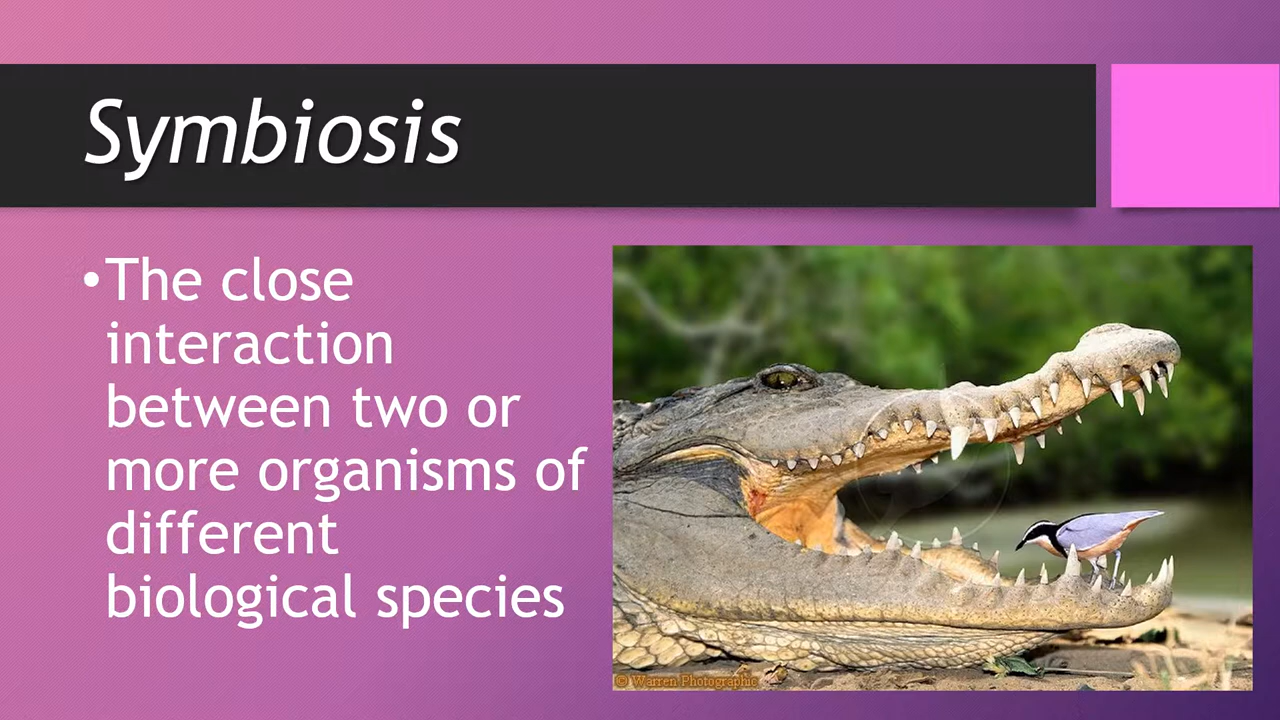 Symbiosis
•The close
interaction
between two or
more organisms of
different
biological species
© Warren Photographic